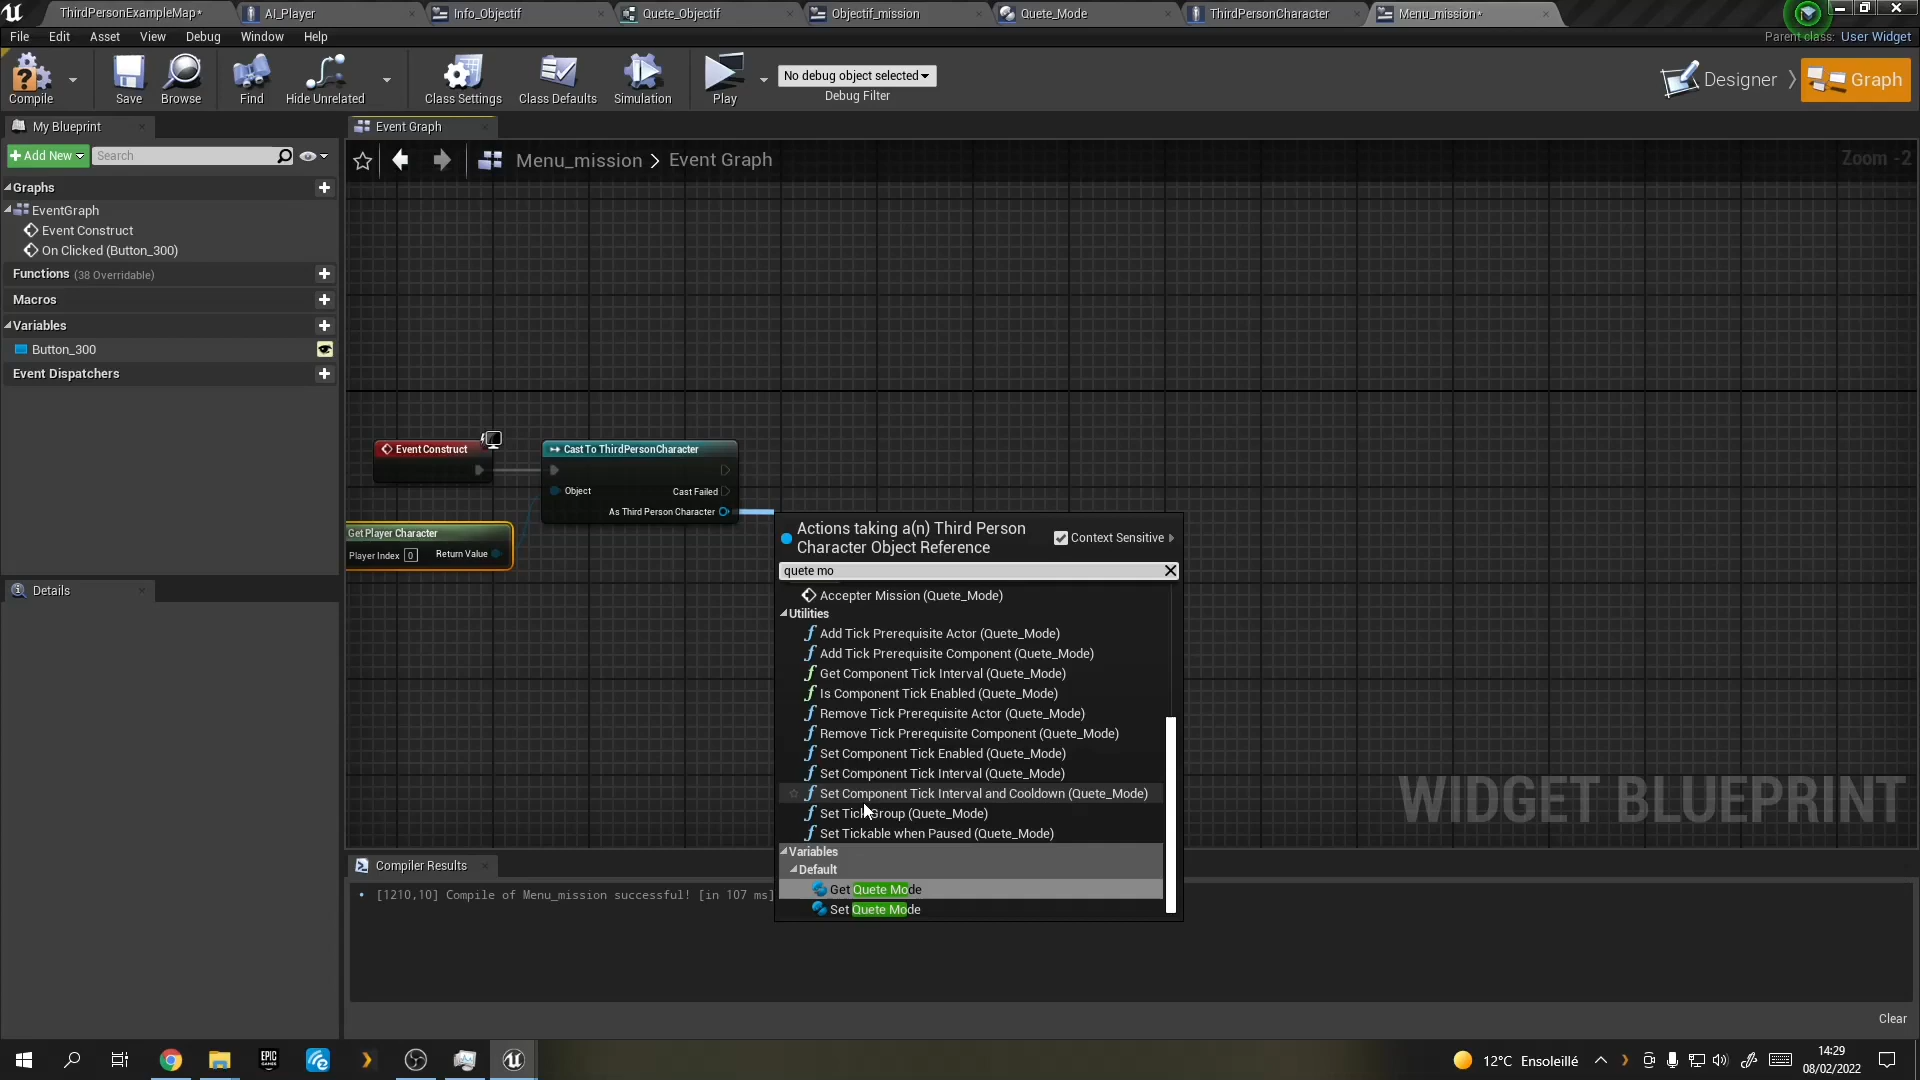 ThirdPersonExampleMap*
AI_Player
Info_Objectif
Quete_Objectif
Objectif_mission
Quete_Mode
ThirdPersonCharacter
Menu_mission*
File Edit Asset View Debug Window Help
Parent class: User Widget
Compile
Save
Browse
Find
Hide Unrelated
Class Settings
Class Defaults
Simulation
Play
No debug object selected
Debug Filter
Designer
Graph
My Blueprint
Event Graph
Add New
Search
Menu_mission > Event Graph
Zoom -2
Graphs
EventGraph
Event Construct
On Clicked (Button_300)
Functions (38 Overridable)
Macros
Variables
Button_300
Event Dispatchers
Details
Event Construct
Cast To ThirdPersonCharacter
Object
Cast Failed
As Third Person Character
Get Player Character
Player Index 0
Return Value
Actions taking a(n) Third Person
Character Object Reference
Context Sensitive
quete mo
Accepter Mission (Quete_Mode)
Utilities
Add Tick Prerequisite Actor (Quete_Mode)
Add Tick Prerequisite Component (Quete_Mode)
Get Component Tick Interval (Quete_Mode)
Is Component Tick Enabled (Quete_Mode)
Remove Tick Prerequisite Actor (Quete_Mode)
Remove Tick Prerequisite Component (Quete_Mode)
Set Component Tick Enabled (Quete_Mode)
Set Component Tick Interval (Quete_Mode)
Set Component Tick Interval and Cooldown (Quete_Mode)
Set Tick Group (Quete_Mode)
Set Tickable when Paused (Quete_Mode)
Variables
Default
Get Quete Mode
Set Quete Mode
WIDGET BLUEPRINT
Compiler Results
[1210,10] Compile of Menu_mission successful! [in 107 ms]
Clear
EPIC
GAMES
12°C Ensoleillé
14:29
08/02/2022